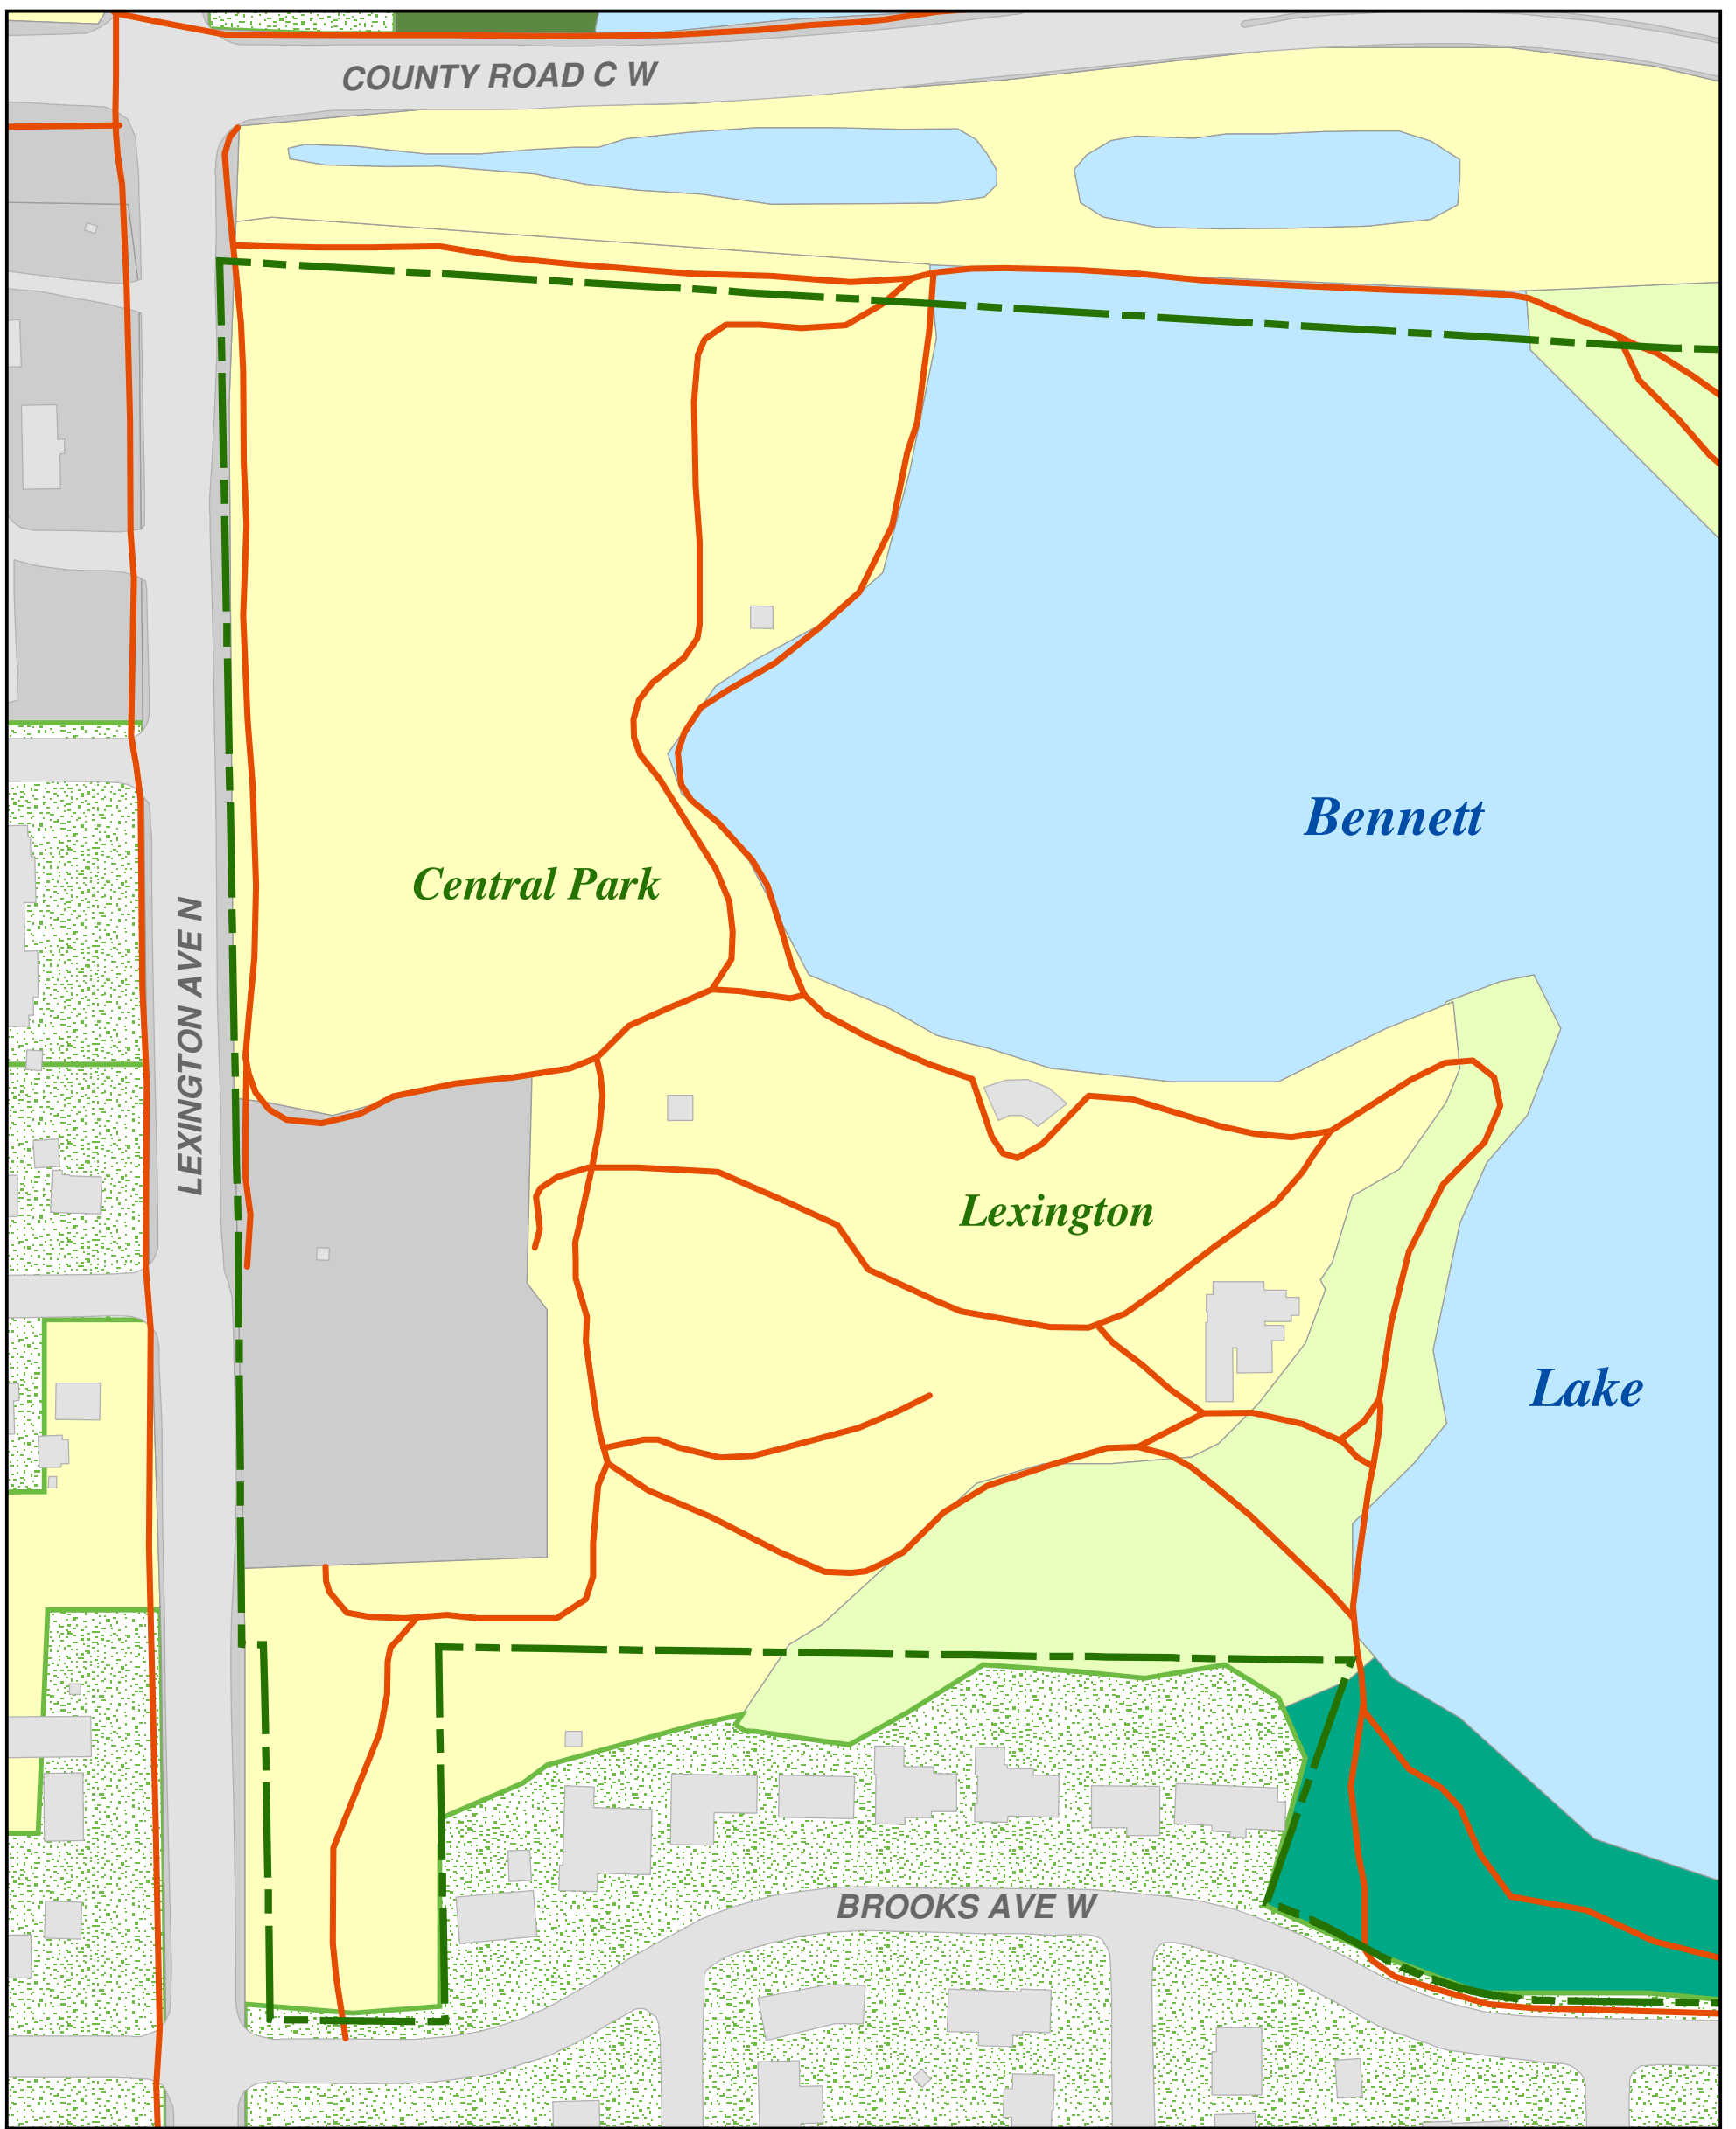 COUNTY ROAD C W
Bennett
Central Park
LEXINGTON AVE N
Lexington
Lake
BROOKS AVE W